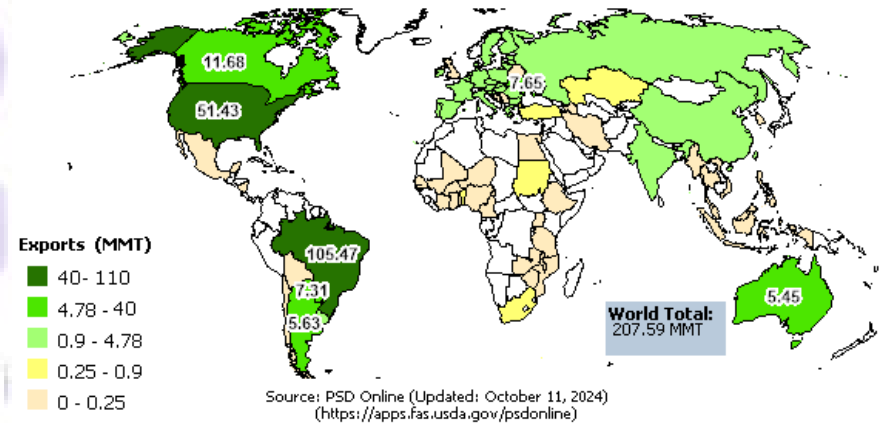 11.68
7.65
51.43
105.47
7.31
5.63
5.45
Exports (MMT)
40- 110
4.78 - 40
0.9 - 4.78
0.25 - 0.9
0 - 0.25
World Total:
207.59 MMT
Source: PSD Online (Updated: October 11, 2024)
(https://apps.fas.usda.gov/psdonline)